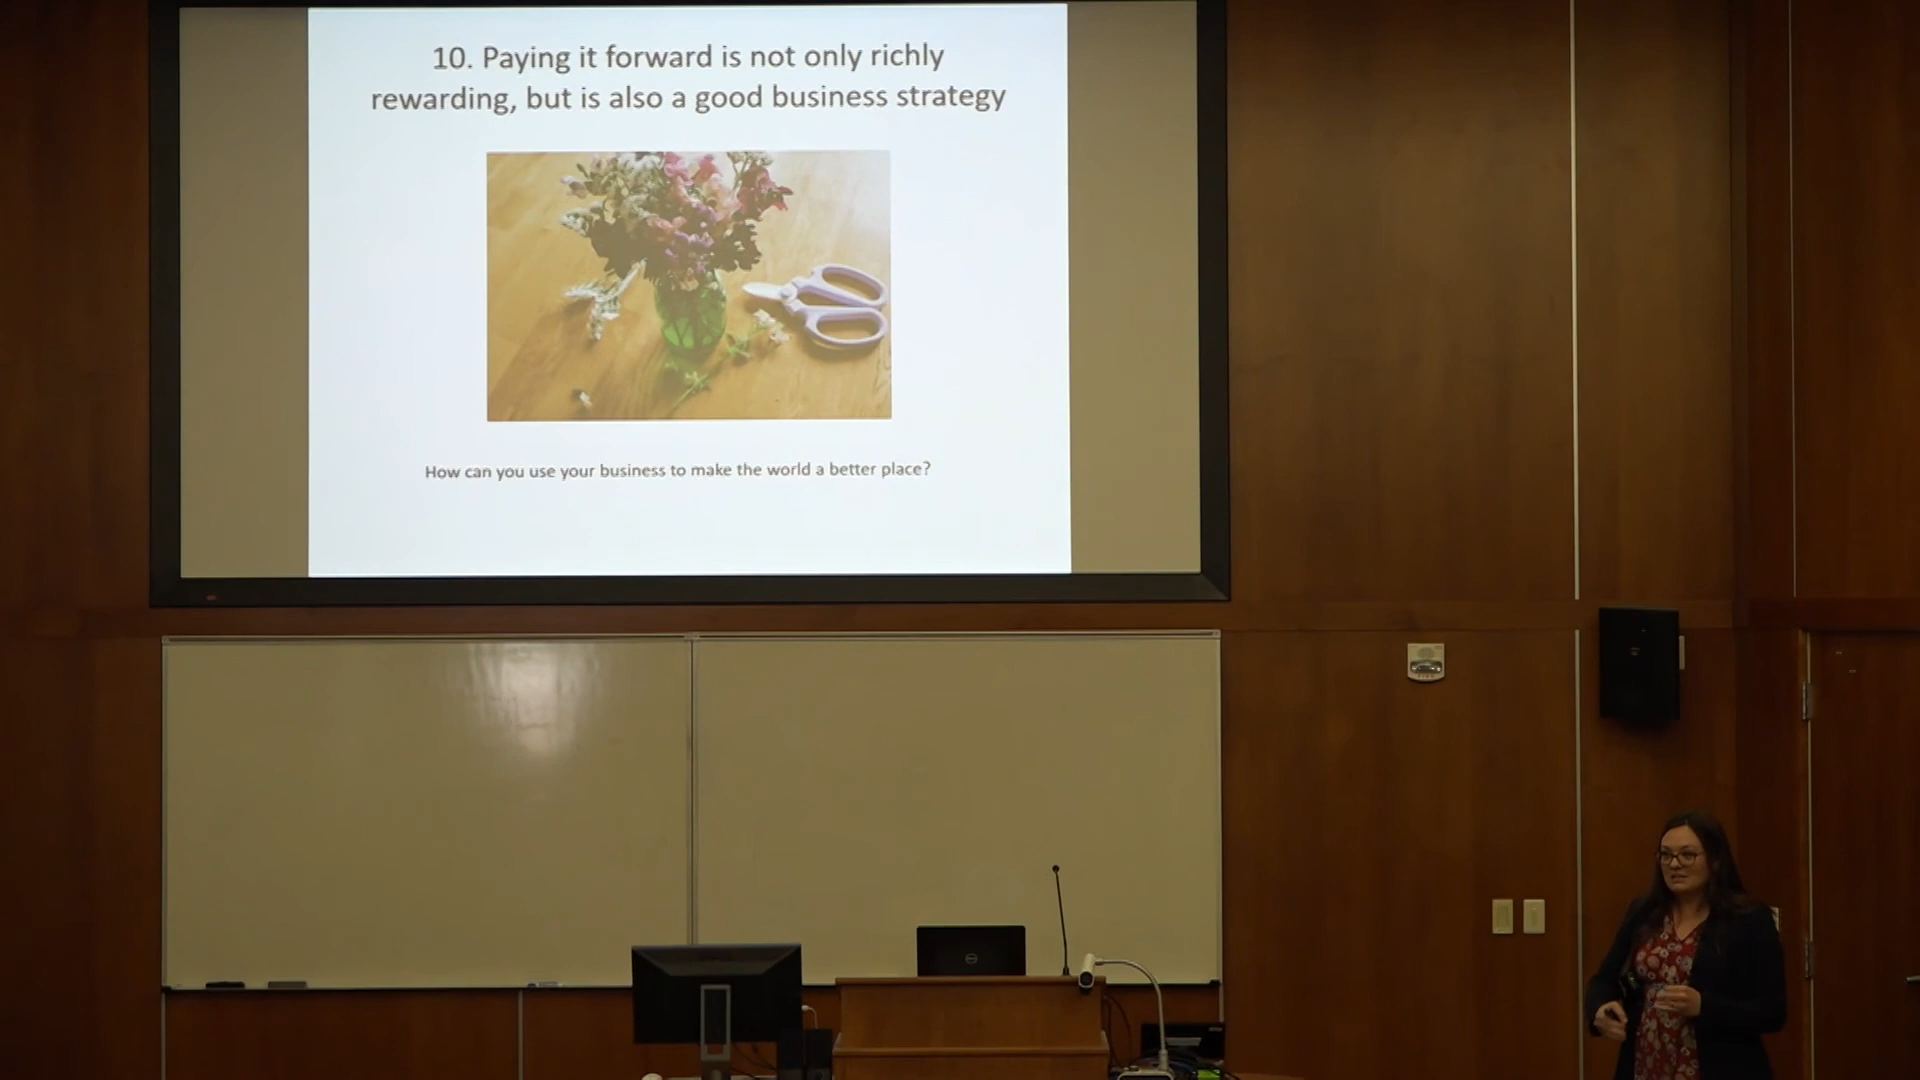 10. Paying it forward is not only richly
rewarding, but is also a good business strategy
How can you use your business to make the world a better place?